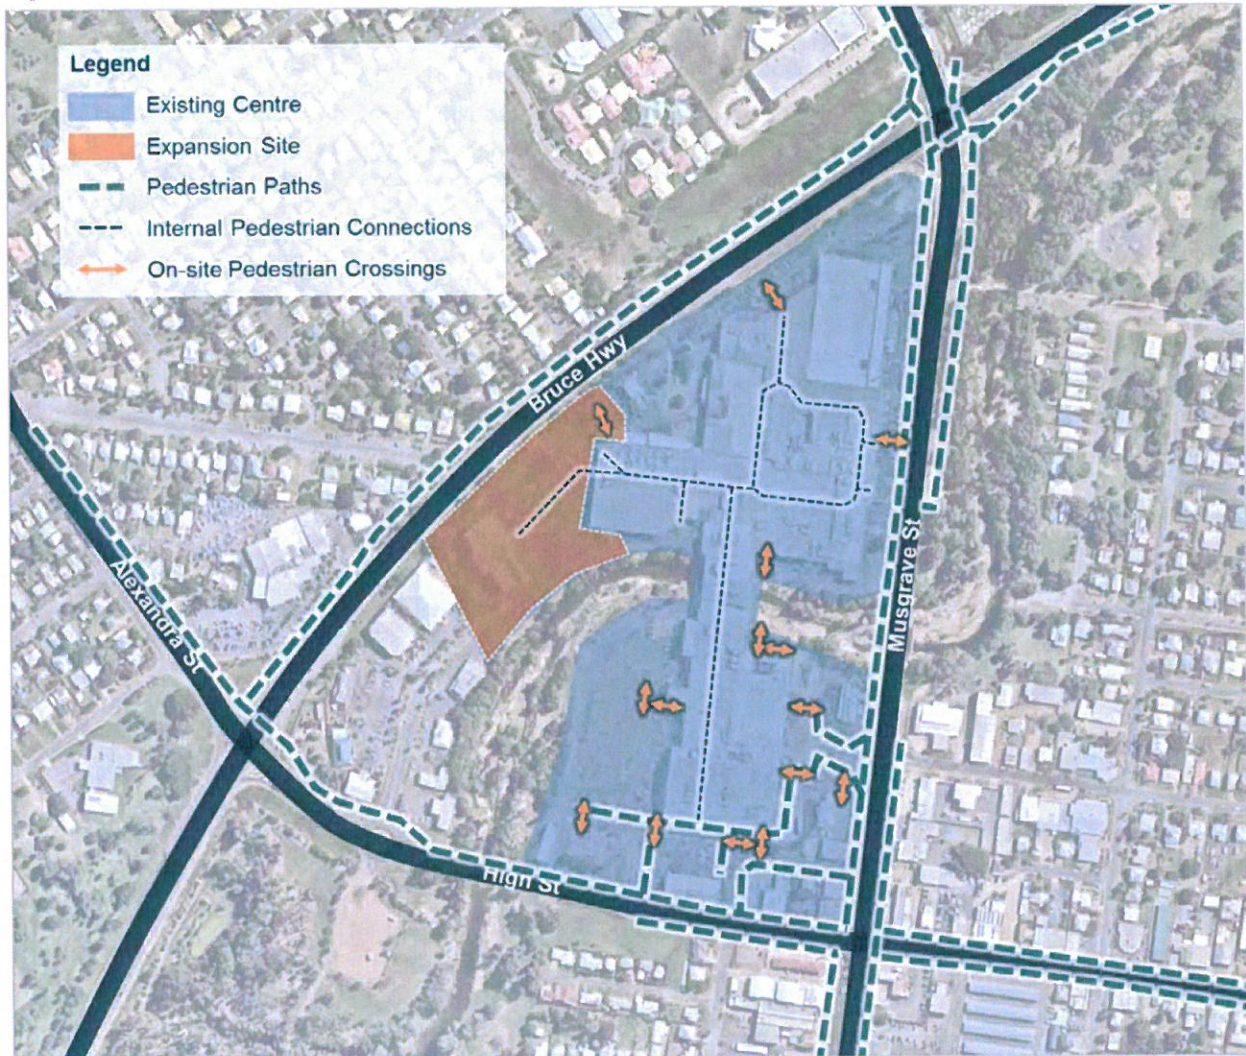 Legend
Existing Centre
Expansion Site
Pedestrian Paths
Internal Pedestrian Connections
On-site Pedestrian Crossings
Bruce Hwy
Alexandra St
Musgrave St
High St